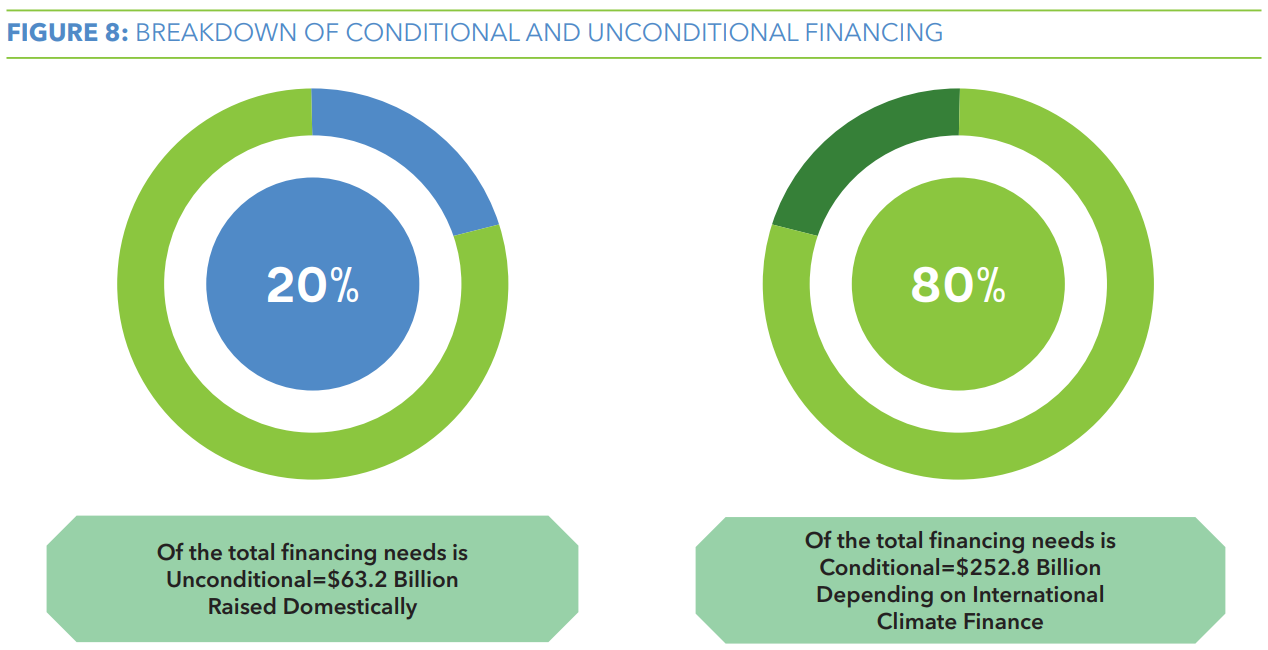 FIGURE 8: BREAKDOWN OF CONDITIONAL AND UNCONDITIONAL FINANCING
20%
80%
Of the total financing needs is
Unconditional=$63.2 Billion
Raised Domestically
Of the total financing needs is
Conditional=$252.8 Billion
Depending on International
Climate Finance